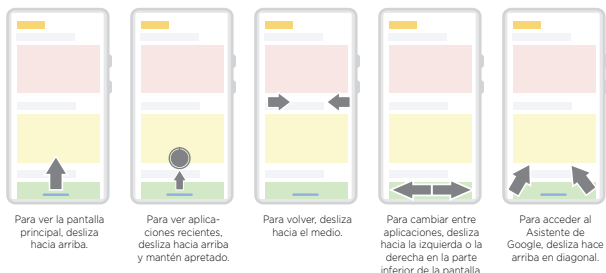 Para ver la pantalla
principal, desliza
hacia arriba.
Para ver aplica-
ciones recientes,
desliza hacia arriba
y mantén apretado.
Para volver, desliza
hacia el medio.
Para cambiar entre
aplicaciones, desliza
hacia la izquierda o la
derecha en la parte
inferior de la pantalla.
Para acceder al
Asistente de
Google, desliza hace
arriba en diagonal.